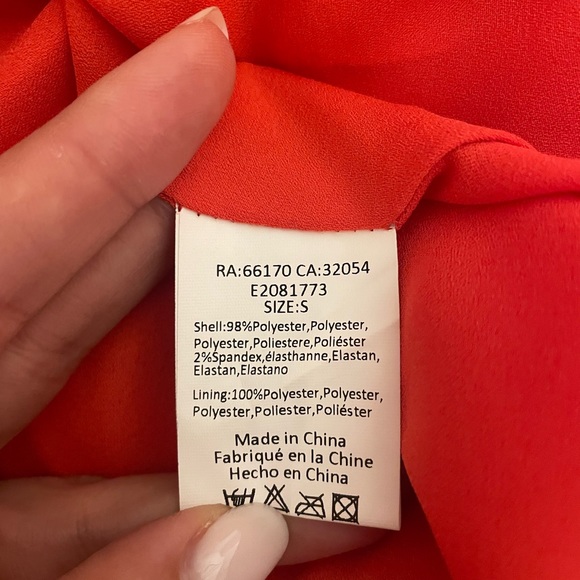 RA:66170 CA:32054
E2081773
SIZE:S
Shell:98%Polyester,Polyester,
Polyester,Poliestere,Poliéster
2%Spandex,élasthanne,Elastan,
Elastan,Elastano
Lining:100%Polyester,Polyester,
Polyester,Poliester,Poliéster
Made in China
Fabriqué en la Chine
Hecho en China